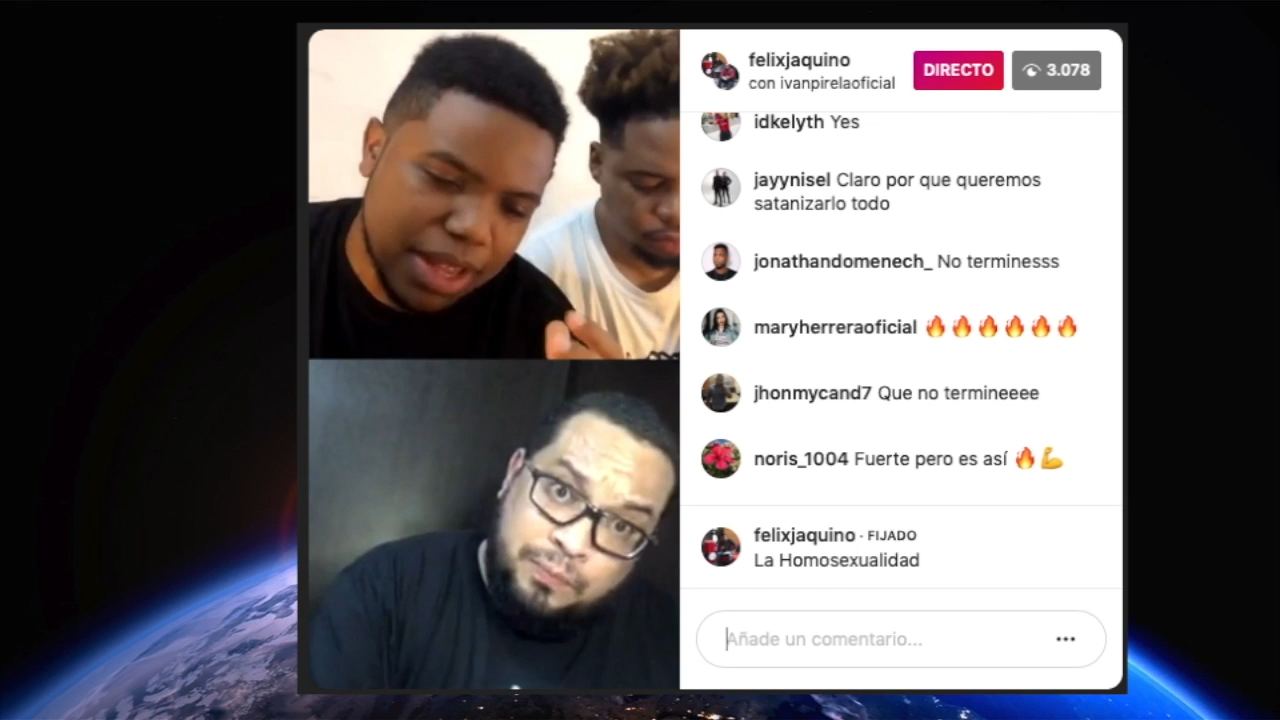 felixjaquino
con ivanpirelaoficial
DIRECTO
3.078
idkelyth Yes
jayynisel Claro por que queremos
satanizarlo todo
jonathandomenech_ No terminesss
maryherreraoficial 🔥🔥🔥🔥🔥🔥
jhonmycand7 Que no termineeee
noris_1004 Fuerte pero es así 🔥💪
felixjaquino · FIJADO
La Homosexualidad
Añade un comentario...